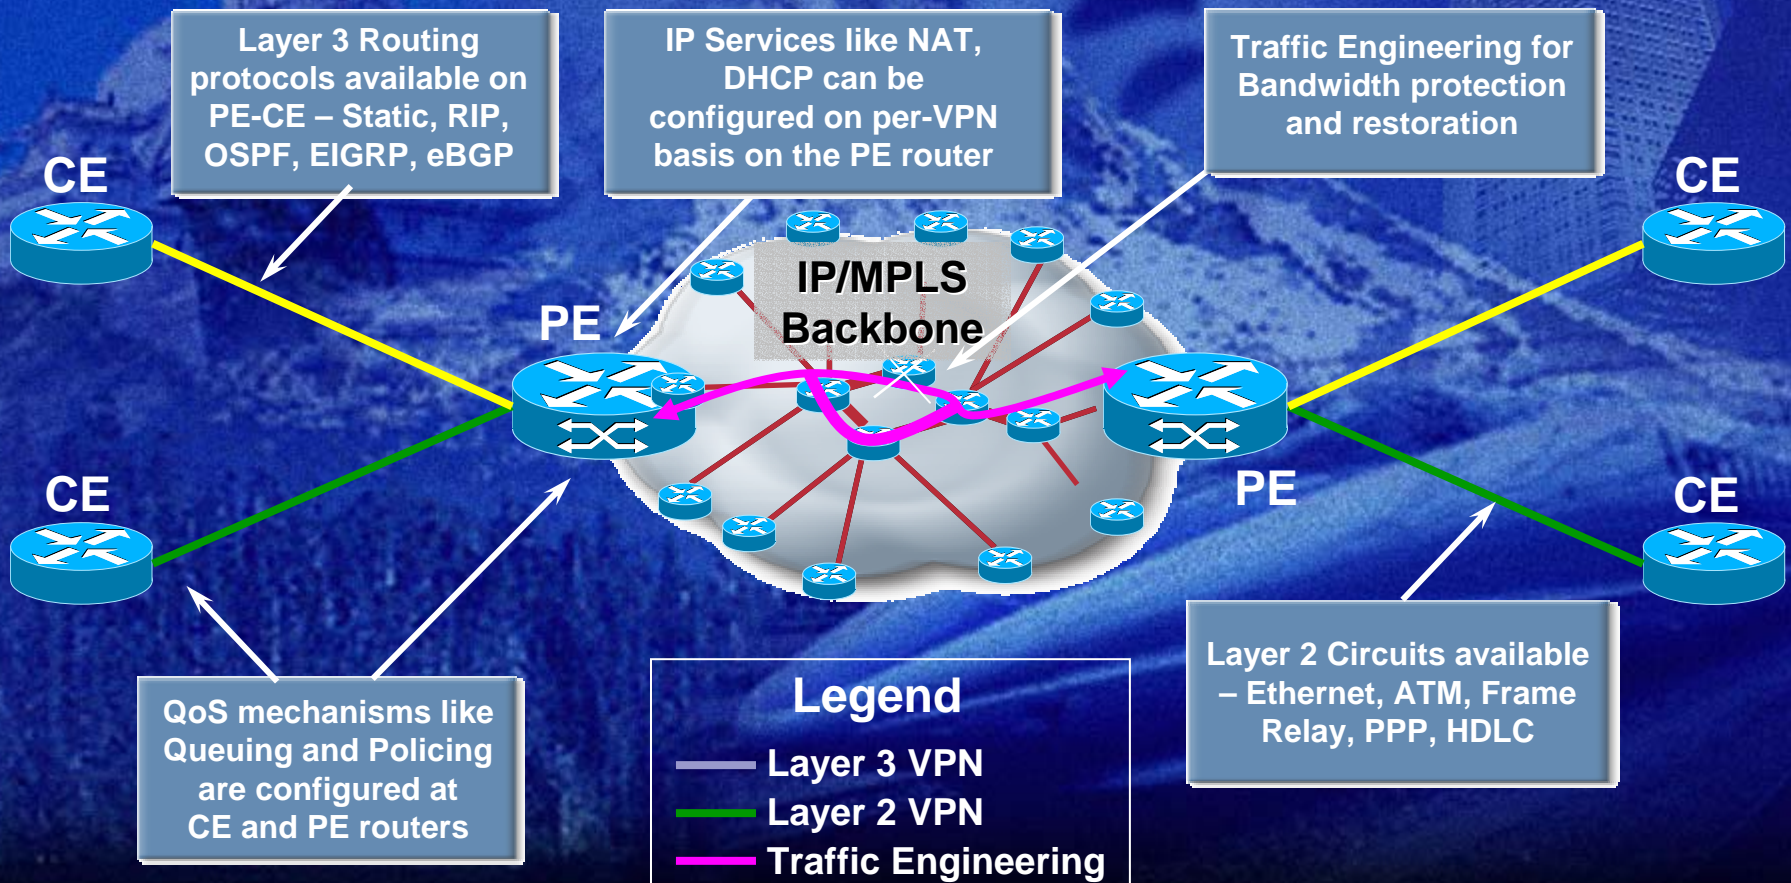 Layer 3 Routing
protocols available on
PE-CE – Static, RIP,
OSPF, EIGRP, eBGP
IP Services like NAT,
DHCP can be
configured on per-VPN
basis on the PE router
Traffic Engineering for
Bandwidth protection
and restoration
CE
CE
IP/MPLS
Backbone
PE
PE
CE
CE
QoS mechanisms like
Queuing and Policing
are configured at
CE and PE routers
Layer 2 Circuits available
– Ethernet, ATM, Frame
Relay, PPP, HDLC
Legend
Layer 3 VPN
Layer 2 VPN
Traffic Engineering